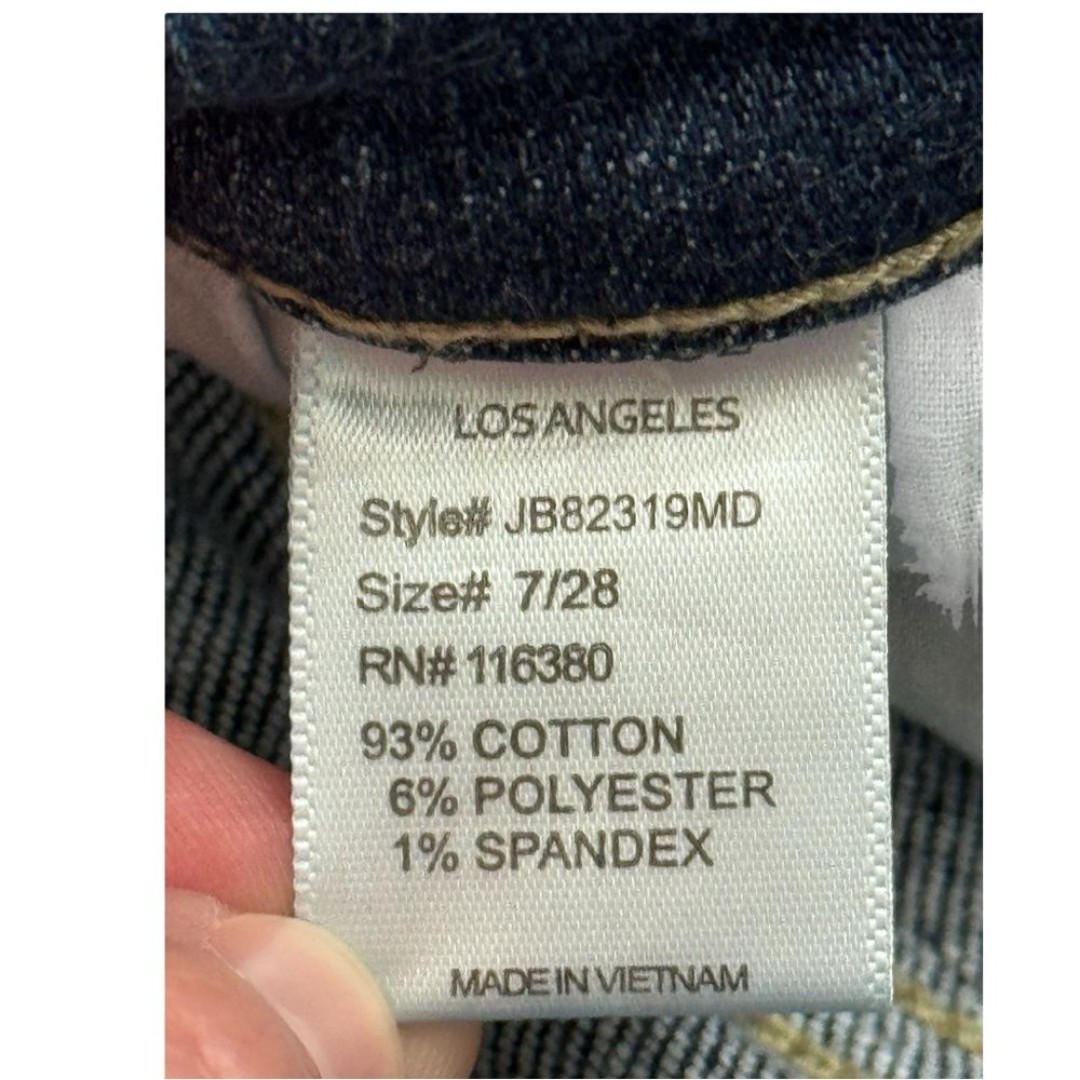 LOS ANGELES
Style# JB82319MD
Size# 7/28
RN# 116380
93% COTTON
6% POLYESTER
1% SPANDEX
MADE IN VIETNAM